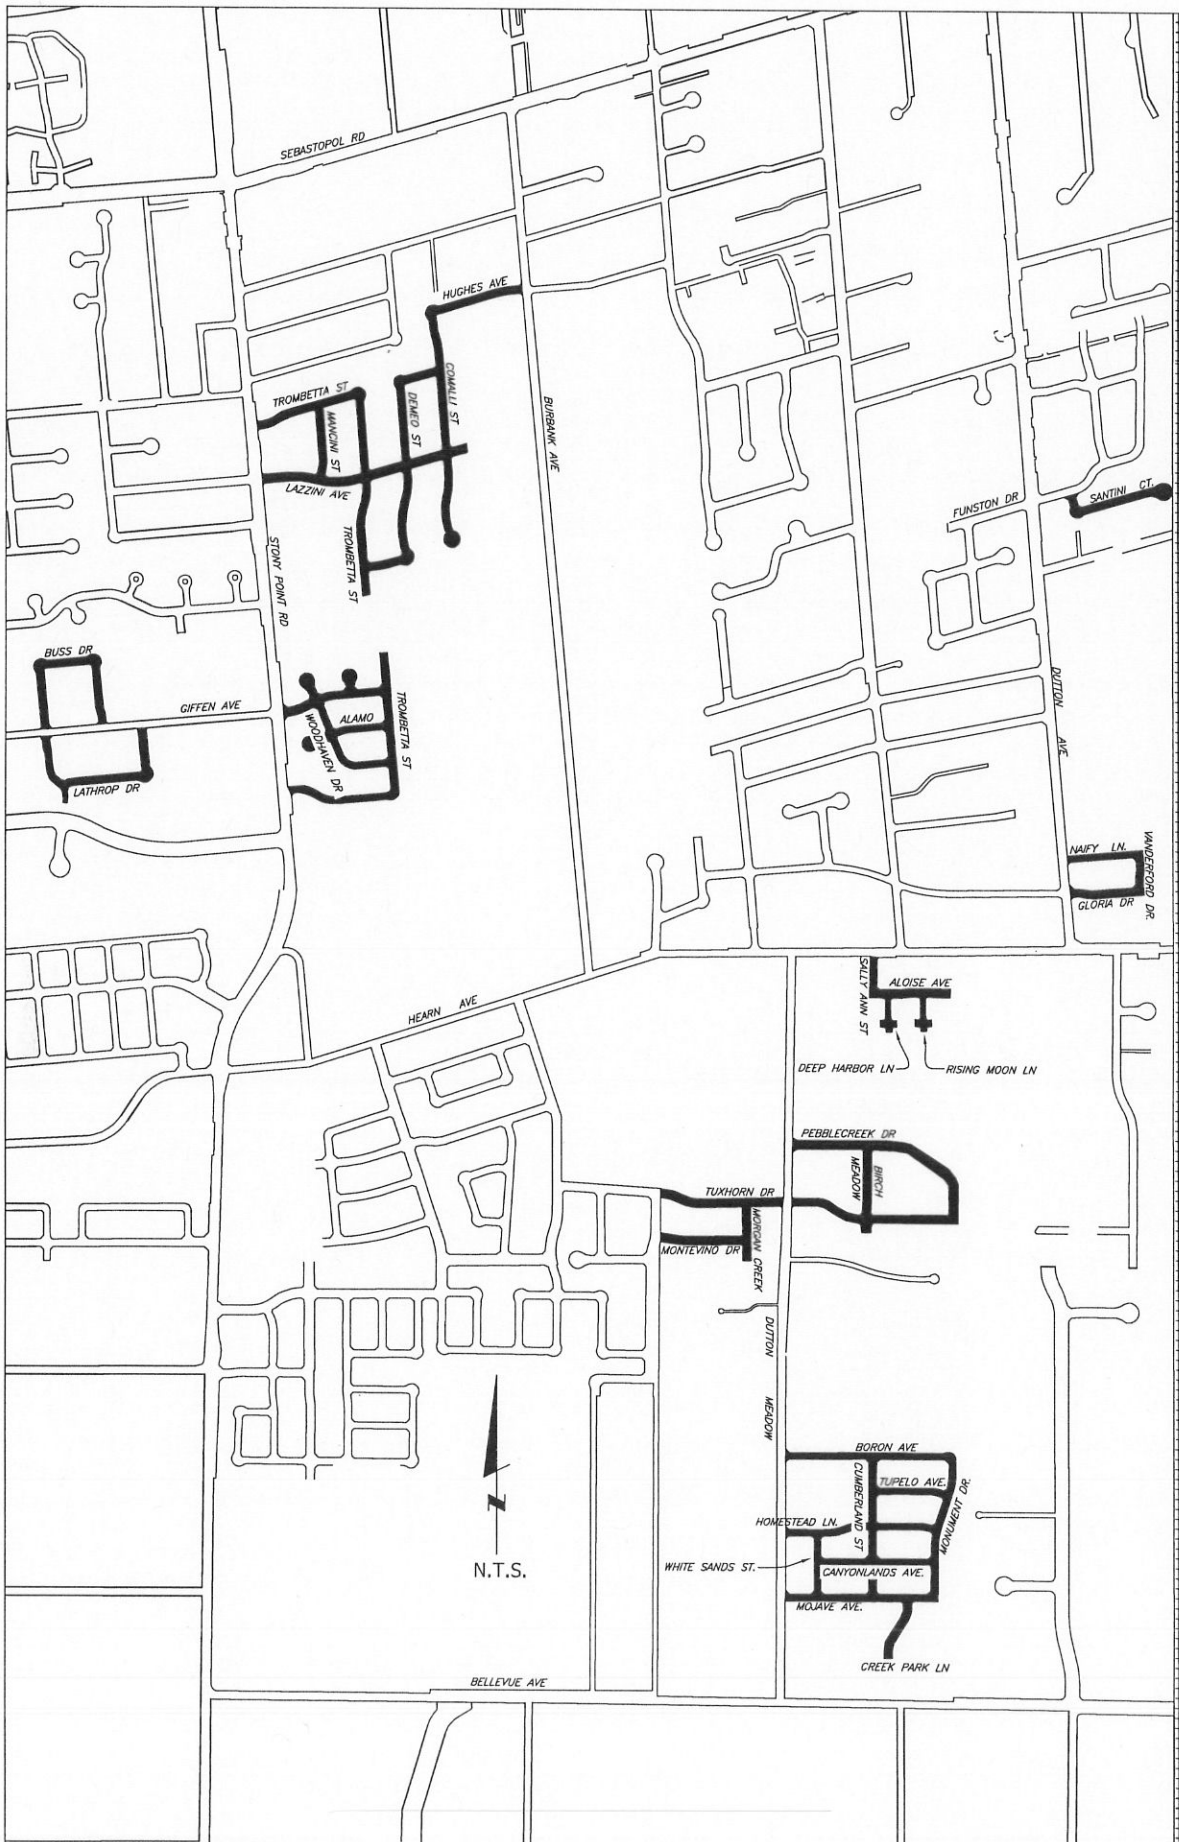 SEBASTOPOL RD
HUGHES AVE
TROMBETTA ST
MANCINI ST
DEMEO ST
COMALLI ST
BURBANK AVE
LAZZINI AVE
TROMBETTA ST
STONY POINT RD
FUNSTON DR
SANTINI CT.
BUSS DR
GIFFEN AVE
LATHROP DR
WOODHAVEN DR
ALAMO
TROMBETTA ST
DUTTON AVE
NAIFY LN.
VANDERFORD DR.
GLORIA DR
HEARN AVE
SALLY ANN ST
ALOISE AVE
DEEP HARBOR LN
RISING MOON LN
PEBBLECREEK DR
BIRCH
MEADOW
TUXHORN DR
MORGAN CREEK
MONTEVINO DR
DUTTON MEADOW
BORON AVE
CUMBERLAND ST
TUPELO AVE.
MONUMENT DR.
HOMESTEAD LN.
WHITE SANDS ST.
CANYONLANDS AVE.
MOJAVE AVE.
CREEK PARK LN
Z
N.T.S.
BELLEVUE AVE